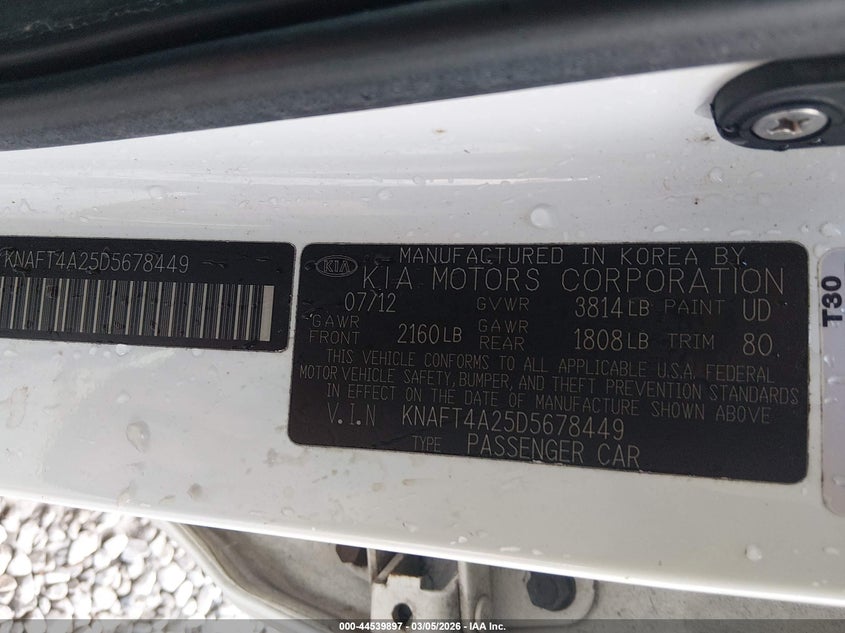 KNAFT4A25D5678449
KIA
MANUFACTURED IN KOREA BY
KIA MOTORS CORPORATION
07/12 GVWR 3814LB PAINT UD
GAWR FRONT 2160LB GAWR REAR 1808LB TRIM 80
THIS VEHICLE CONFORMS TO ALL APPLICABLE U.S.A. FEDERAL
MOTOR VEHICLE SAFETY, BUMPER, AND THEFT PREVENTION STANDARDS
IN EFFECT ON THE DATE OF MANUFACTURE SHOWN ABOVE
V.I.N KNAFT4A25D5678449
TYPE PASSENGER CAR
T30
000-44539897 - 03/05/2026 - IAA Inc.